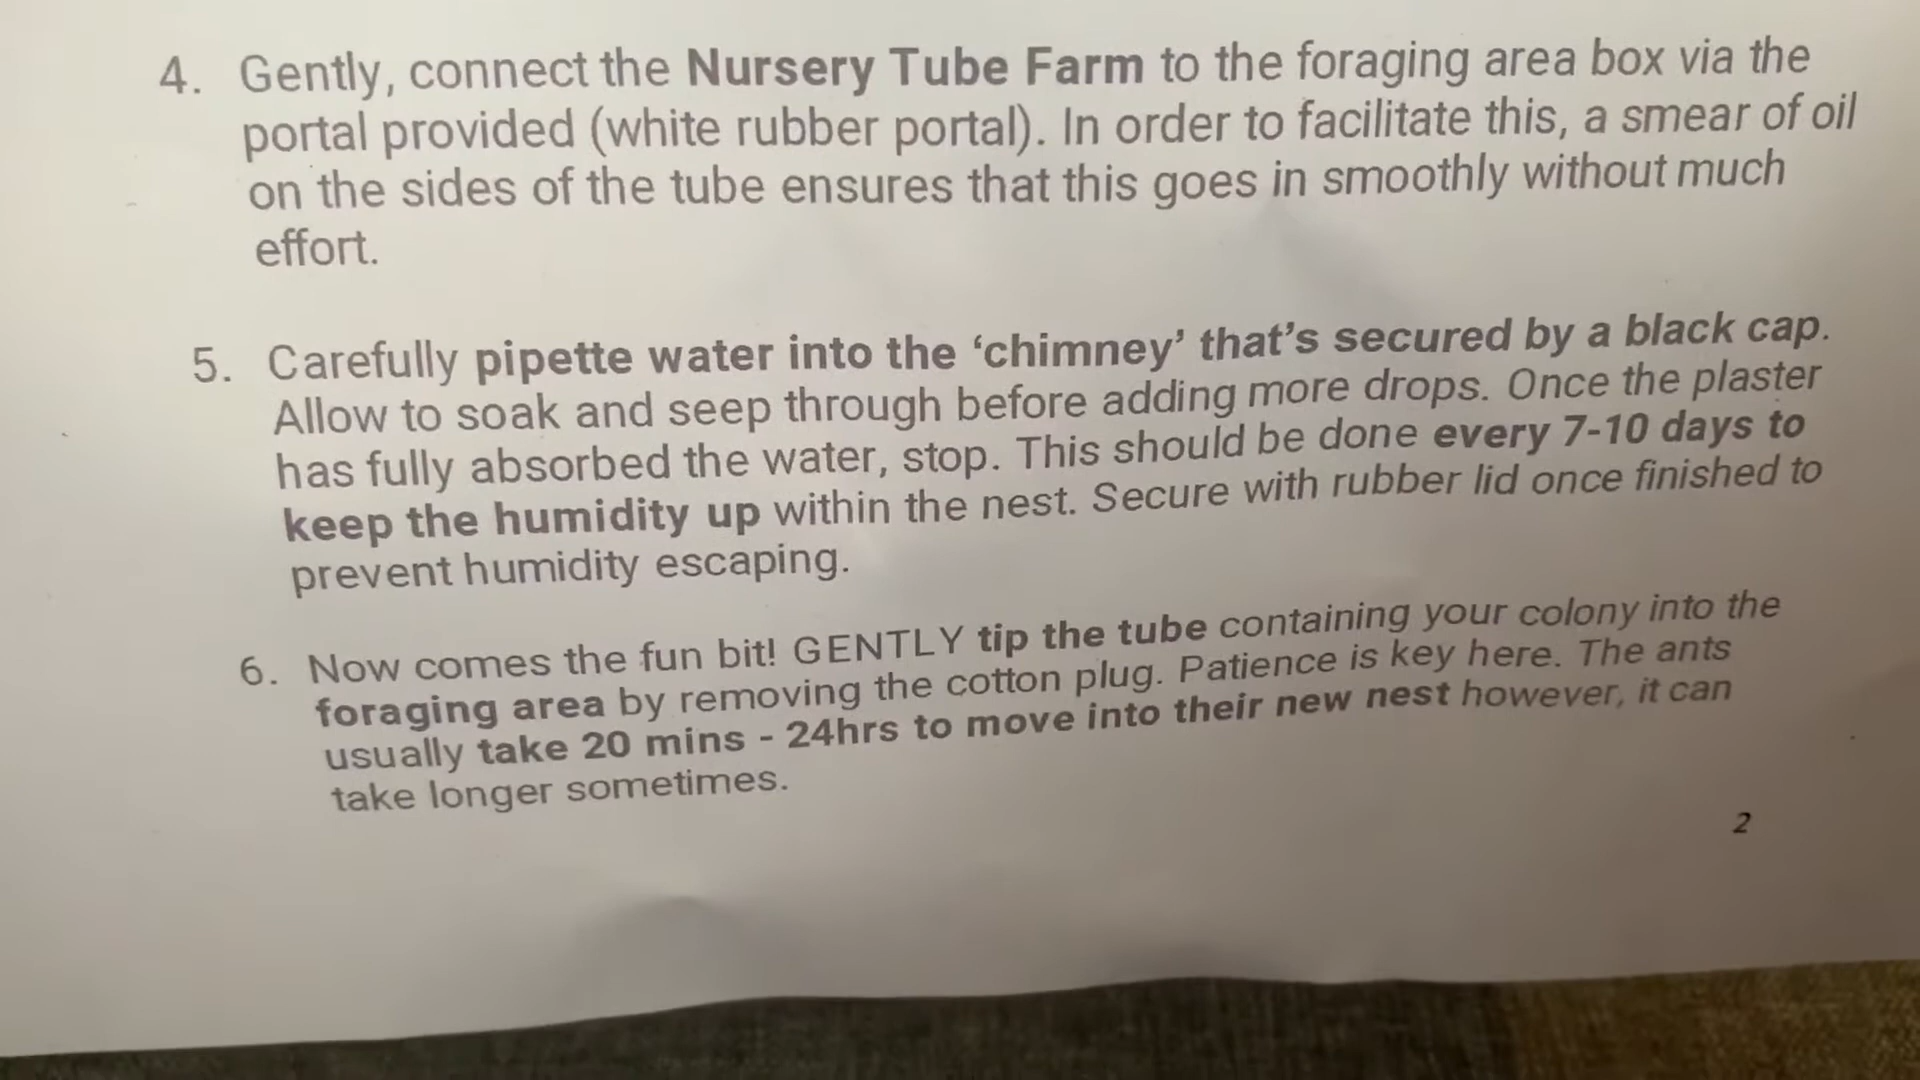 4. Gently, connect the Nursery Tube Farm to the foraging area box via the
portal provided (white rubber portal). In order to facilitate this, a smear of oil
on the sides of the tube ensures that this goes in smoothly without much
effort.
5. Carefully pipette water into the ‘chimney’ that’s secured by a black cap.
Allow to soak and seep through before adding more drops. Once the plaster
has fully absorbed the water, stop. This should be done every 7-10 days to
keep the humidity up within the nest. Secure with rubber lid once finished to
prevent humidity escaping.
6. Now comes the fun bit! GENTLY tip the tube containing your colony into the
foraging area by removing the cotton plug. Patience is key here. The ants
usually take 20 mins - 24hrs to move into their new nest however, it can
take longer sometimes.
2